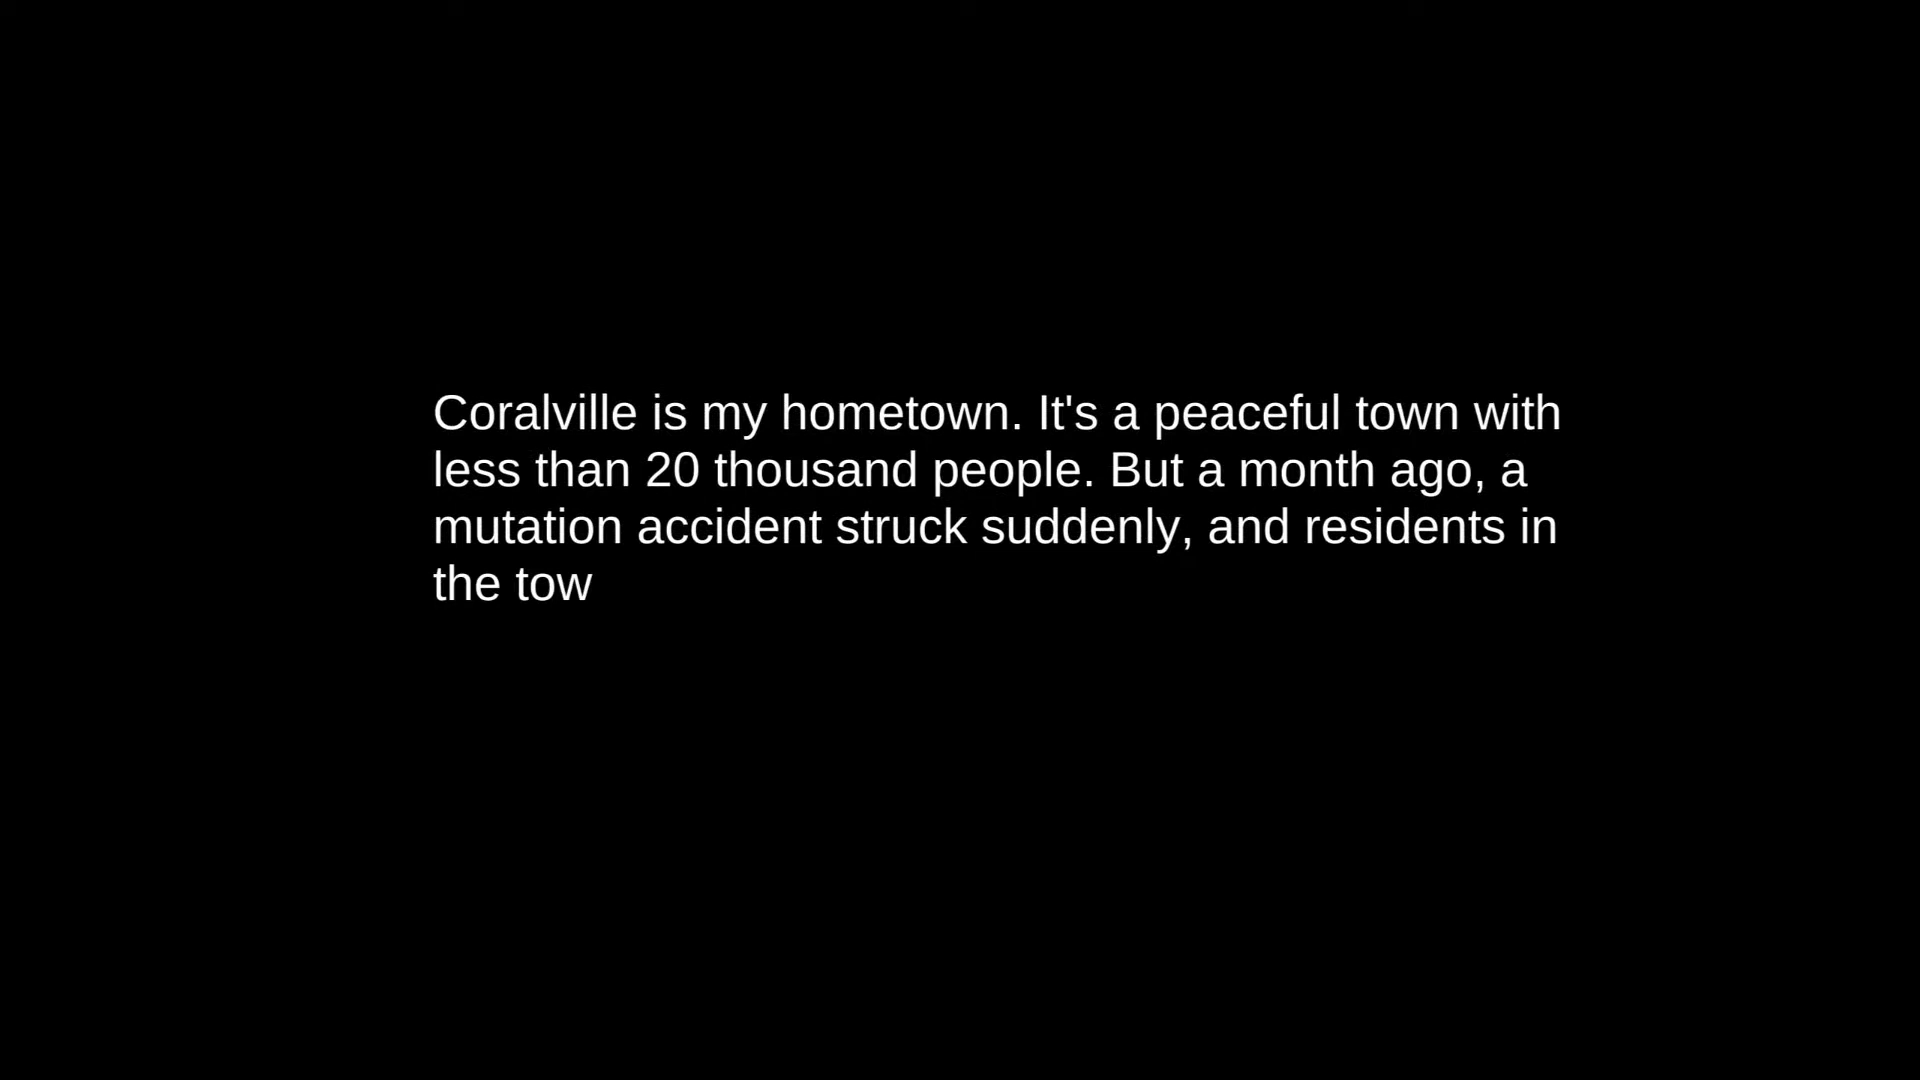 Coralville is my hometown. It's a peaceful town with
less than 20 thousand people. But a month ago, a
mutation accident struck suddenly, and residents in
the tow